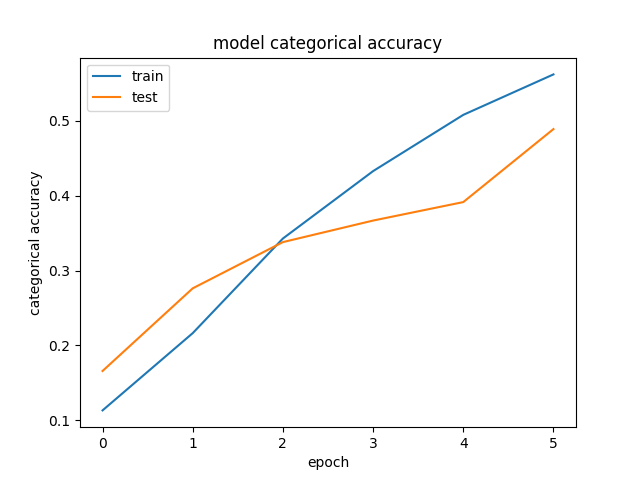 model categorical accuracy
train
test
categorical accuracy
0.5
0.4
0.3
0.2
0.1
0 1 2 3 4 5
epoch